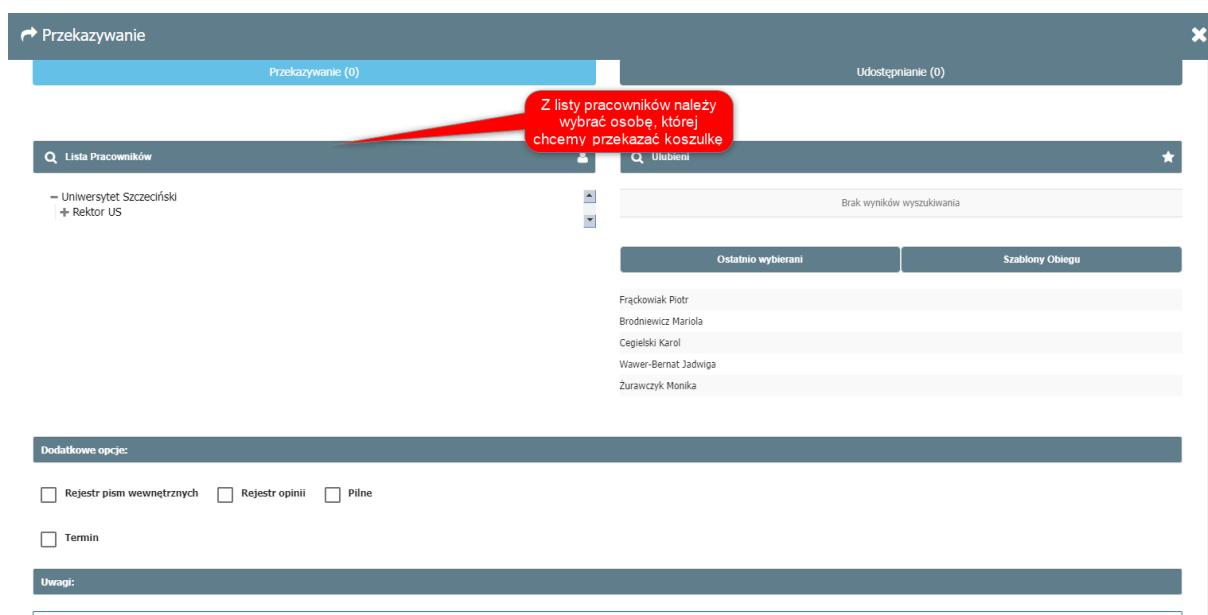 Przekazywanie
Przekazywanie (0)
Udostępnianie (0)
Z listy pracowników należy
wybrać osobę, której
chcemy przekazać koszulkę
Lista Pracowników
Ulubieni
– Uniwersytet Szczeciński
+ Rektor US
Brak wyników wyszukiwania
Ostatnio wybierani
Szablony Obiegu
Frąckowiak Piotr
Brodniewicz Mariola
Cegielski Karol
Wawer-Bernat Jadwiga
Żurawczyk Monika
Dodatkowe opcje:
Rejestr pism wewnętrznych
Rejestr opinii
Pilne
Termin
Uwagi: